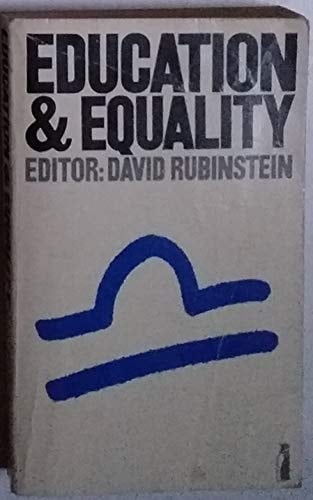 EDUCATION
& EQUALITY
EDITOR: DAVID RUBINSTEIN